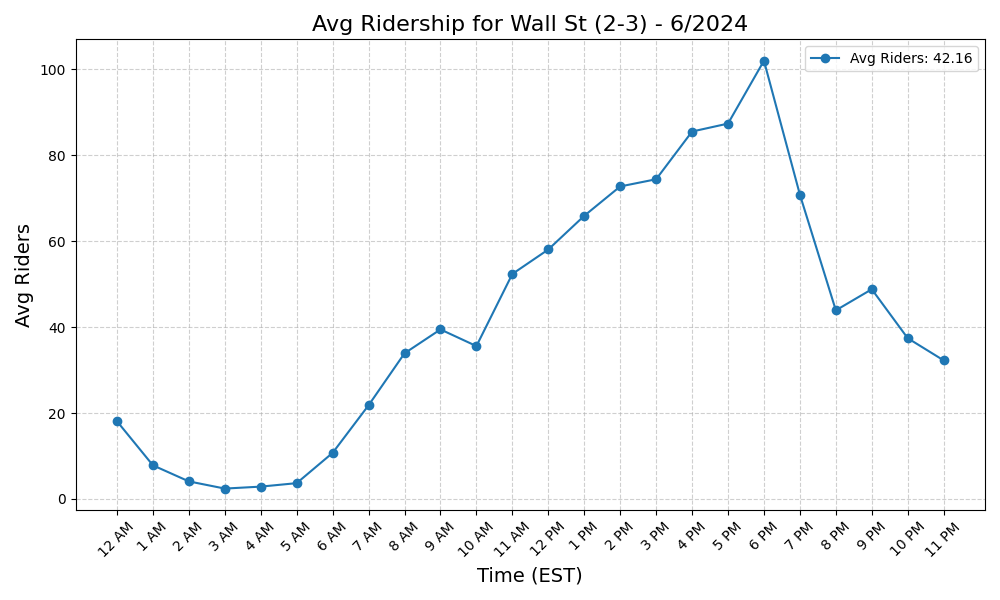 Avg Ridership for Wall St (2-3) - 6/2024
Avg Riders: 42.16
Avg Riders
100
80
60
40
20
0
12 AM
1 AM
2 AM
3 AM
4 AM
5 AM
6 AM
7 AM
8 AM
9 AM
10 AM
11 AM
12 PM
1 PM
2 PM
3 PM
4 PM
5 PM
6 PM
7 PM
8 PM
9 PM
10 PM
11 PM
Time (EST)